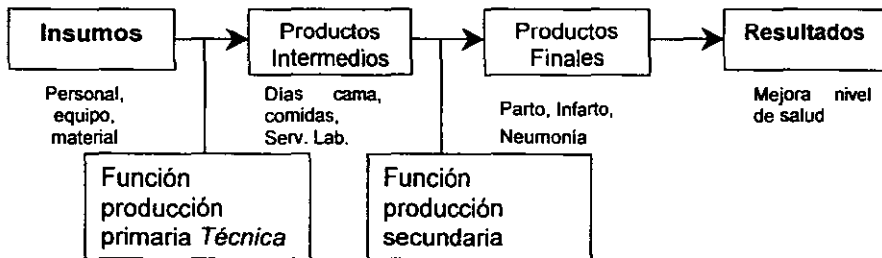 Insumos
Productos
Intermedios
Productos
Finales
Resultados
Personal,
equipo,
material
Días cama,
comidas,
Serv. Lab.
Parto, Infarto,
Neumonía
Mejora nivel
de salud
Función
producción
primaria Técnica
Función
producción
secundaria